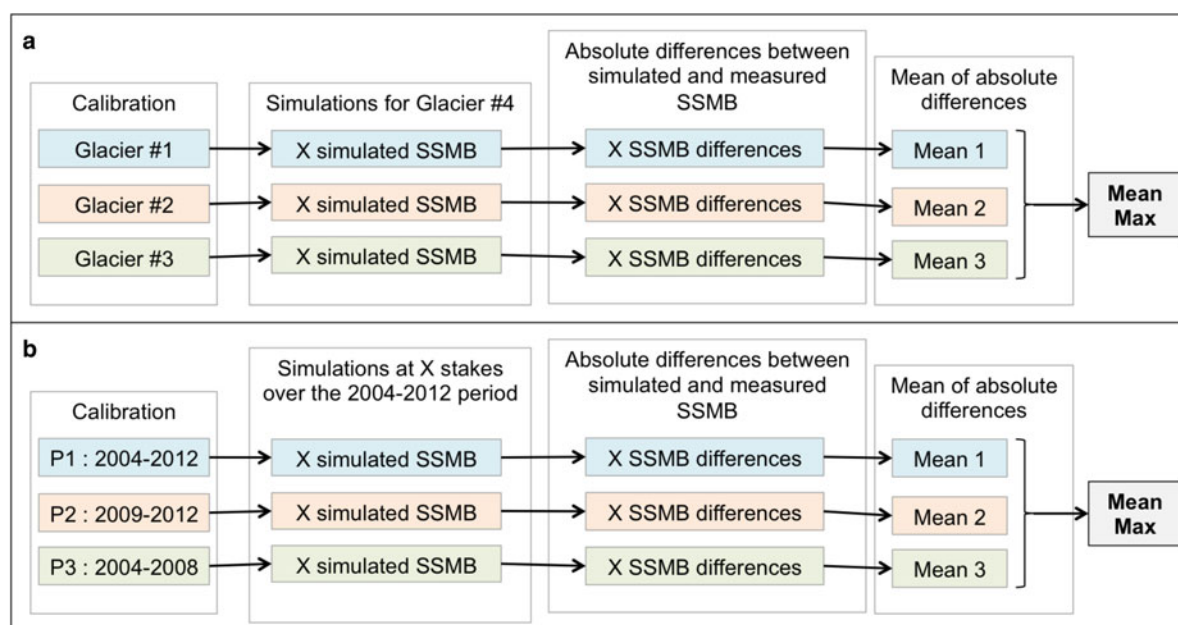 a
Calibration
Simulations for Glacier #4
Absolute differences between
simulated and measured
SSMB
Mean of absolute
differences
Glacier #1
X simulated SSMB
X SSMB differences
Mean 1
Glacier #2
X simulated SSMB
X SSMB differences
Mean 2
Glacier #3
X simulated SSMB
X SSMB differences
Mean 3
Mean
Max
b
Calibration
Simulations at X stakes
over the 2004-2012 period
Absolute differences between
simulated and measured
SSMB
Mean of absolute
differences
P1 : 2004-2012
X simulated SSMB
X SSMB differences
Mean 1
P2 : 2009-2012
X simulated SSMB
X SSMB differences
Mean 2
P3 : 2004-2008
X simulated SSMB
X SSMB differences
Mean 3
Mean
Max